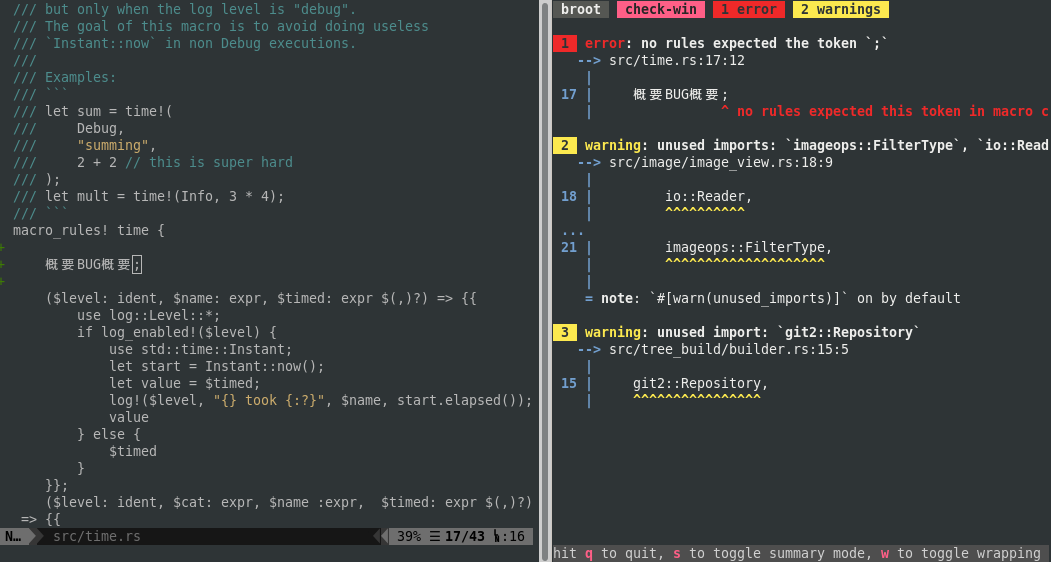 /// but only when the log level is "debug".
/// The goal of this macro is to avoid doing useless
/// `Instant::now` in non Debug executions.
///
/// Examples:
/// ```
/// let sum = time!(
///     Debug,
///     "summing",
///     2 + 2 // this is super hard
/// );
/// let mult = time!(Info, 3 * 4);
/// ```
macro_rules! time {
+
+    概要BUG概要;
+
    ($level: ident, $name: expr, $timed: expr $(,)?) => {{
        use log::Level::*;
        if log_enabled!($level) {
            use std::time::Instant;
            let start = Instant::now();
            let value = $timed;
            log!($level, "{} took {:?}", $name, start.elapsed());
            value
        } else {
            $timed
        }
    }};
    ($level: ident, $cat: expr, $name :expr,  $timed: expr $(,)?)
 => {{
N… src/time.rs 39% ☰ 17/43 :16
broot check-win 1 error 2 warnings
1 error: no rules expected the token `;`
   --> src/time.rs:17:12
    |
 17 |     概要BUG概要;
    |                ^ no rules expected this token in macro c
2 warning: unused imports: `imageops::FilterType`, `io::Read
   --> src/image/image_view.rs:18:9
    |
 18 |         io::Reader,
    |         ^^^^^^^^^^
 ...
 21 |         imageops::FilterType,
    |         ^^^^^^^^^^^^^^^^^^^^
    |
    = note: `#[warn(unused_imports)]` on by default
3 warning: unused import: `git2::Repository`
   --> src/tree_build/builder.rs:15:5
    |
 15 |     git2::Repository,
    |     ^^^^^^^^^^^^^^^^
hit q to quit, s to toggle summary mode, w to toggle wrapping